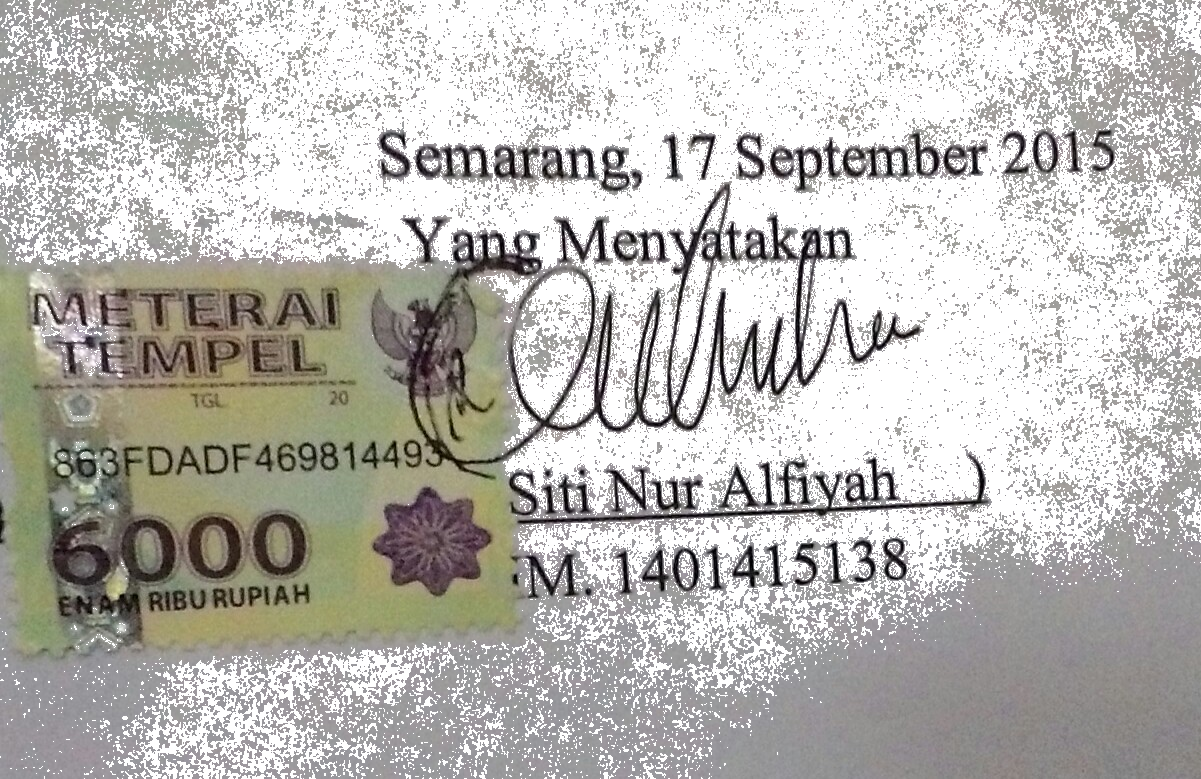 Semarang, 17 September 2015
Yang Menyatakan
METERAI
TEMPEL
TGL 20
863FDADF469814493
6000
ENAM RIBU RUPIAH
Siti Nur Alfiyah )
M. 1401415138